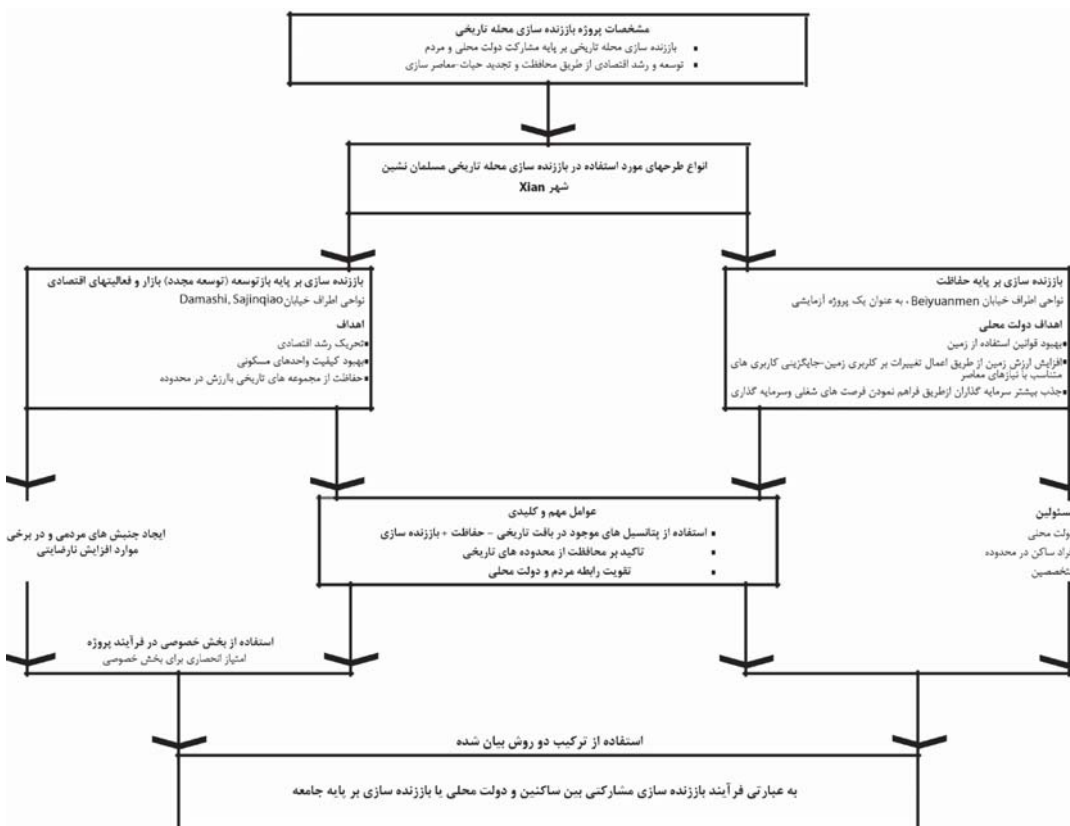 مشخصات پروژه باززنده سازی محله تاریخی
▪ باززنده سازی محله تاریخی بر پایه مشارکت دولت محلی و مردم
▪ توسعه و رشد اقتصادی از طریق محافظت و تجدید حیات-معاصر سازی
انواع طرحهای مورد استفاده در باززنده سازی محله تاریخی مسلمان نشین
شهر Xian
باززنده سازی بر پایه حفاظت
نواحی اطراف خیابان Beiyuanmen ، به عنوان یک پروژه آزمایشی
اهداف دولت محلی
▪بهبود قوانین استفاده از زمین
▪افزایش ارزش زمین از طریق اعمال تغییرات بر کاربری زمین-جایگزینی کاربری های
متناسب با نیازهای معاصر
▪جذب بیشتر سرمایه گذاران ازطریق فراهم نمودن فرصت های شغلی وسرمایه گذاری
باززنده سازی بر پایه بازتوسعه (توسعه مجدد) بازار و فعالیتهای اقتصادی
نواحی اطراف خیابان Damashi, Sajinqiao
اهداف
▪تحریک رشد اقتصادی
▪بهبود کیفیت واحدهای مسکونی
▪حفاظت از مجموعه های تاریخی باارزش در محدوده
سئولین
ولت محلی
فراد ساکن در محدوده
تخصصین
عوامل مهم و کلیدی
▪ استفاده از پتانسیل های موجود در بافت تاریخی – حفاظت + باززنده سازی
▪ تاکید بر محافظت از محدوده های تاریخی
▪ تقویت رابطه مردم و دولت محلی
ایجاد جنبش های مردمی و در برخی
موارد افزایش نارضایتی
استفاده از بخش خصوصی در فرآیند پروژه
امتیاز انحصاری برای بخش خصوصی
استفاده از ترکیب دو روش بیان شده
به عبارتی فرآیند باززنده سازی مشارکتی بین ساکنین و دولت محلی یا باززنده سازی بر پایه جامعه